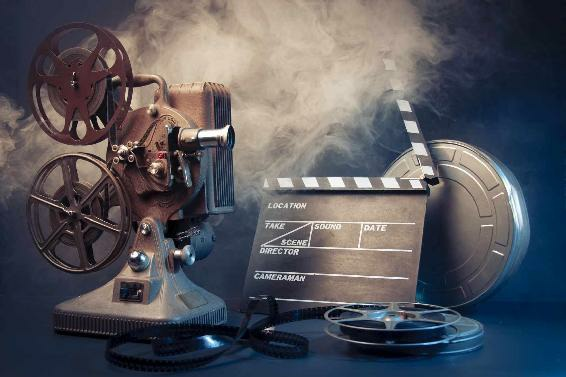 LOCATION
TAKE SOUND DATE
SCENE
DIRECTOR
CAMERAMAN